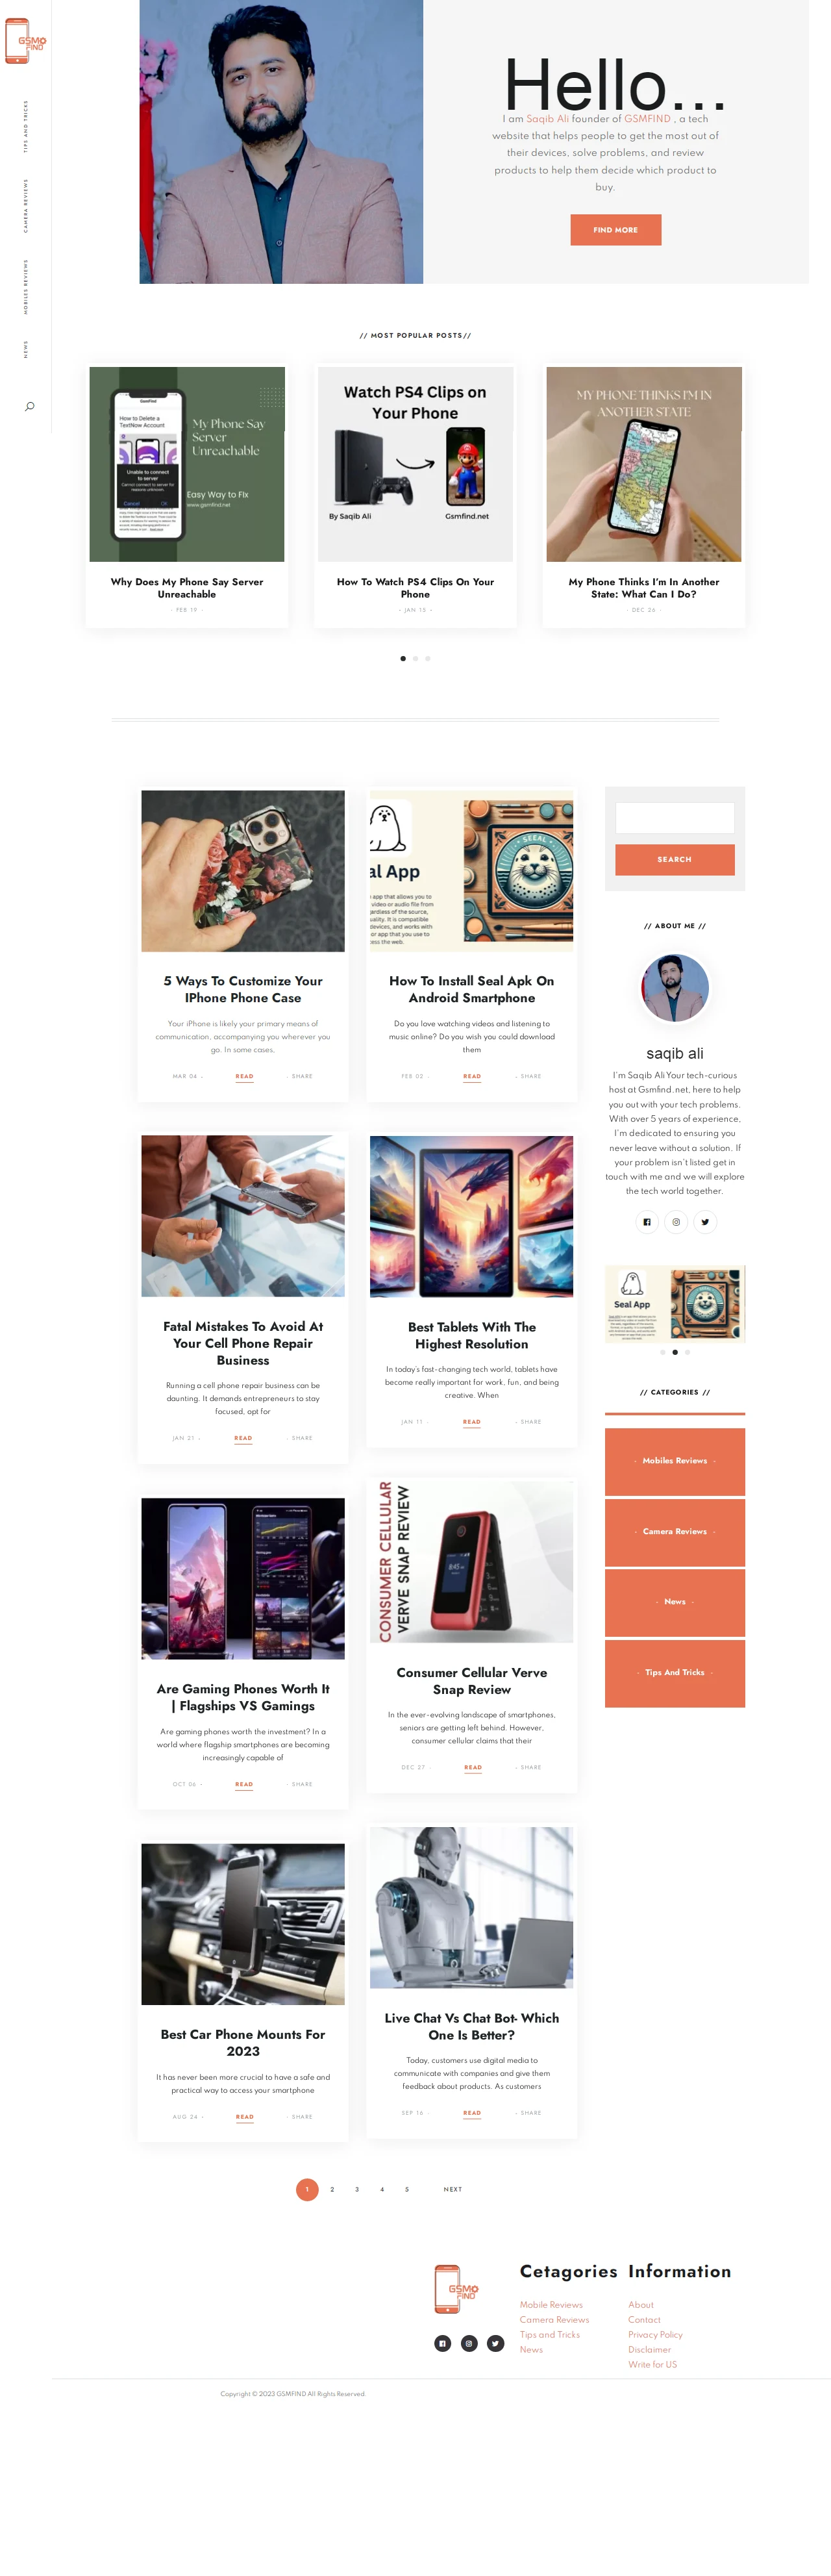 GSMO
FIND
TIPS AND TRICKS
CAMERA REVIEWS
MOBILES REVIEWS
NEWS
Hello...
I am Saqib Ali founder of GSMFIND , a tech
website that helps people to get the most out of
their devices, solve problems, and review
products to help them decide which product to
buy.
FIND MORE
// MOST POPULAR POSTS//
GsmFind
How to Delete a
TextNow Account
Unable to connect
to server
Cancel OK
My Phone Say
Server
Unreachable
Easy Way to FIx
www.gsmfind.net
Why Does My Phone Say Server
Unreachable
- FEB 19 -
Watch PS4 Clips on
Your Phone
By Saqib Ali Gsmfind.net
How To Watch PS4 Clips On Your
Phone
- JAN 15 -
MY PHONE THINKS I'M IN
ANOTHER STATE
My Phone Thinks I'm In Another
State: What Can I Do?
- DEC 26 -
5 Ways To Customize Your
IPhone Phone Case
Your iPhone is likely your primary means of
communication, accompanying you wherever you
go. In some cases,
MAR 04 - READ - SHARE
al App
app that allows you to
video or audio file from
SEEAL
How To Install Seal Apk On
Android Smartphone
Do you love watching videos and listening to
music online? Do you wish you could download
them
FEB 02 - READ - SHARE
Fatal Mistakes To Avoid At
Your Cell Phone Repair
Business
Running a cell phone repair business can be
daunting. It demands entrepreneurs to stay
focused, opt for
JAN 21 - READ - SHARE
Best Tablets With The
Highest Resolution
In today's fast-changing tech world, tablets have
become really important for work, fun, and being
creative. When
JAN 11 - READ - SHARE
Are Gaming Phones Worth It
| Flagships VS Gamings
Are gaming phones worth the investment? In a
world where flagship smartphones are becoming
increasingly capable of
OCT 06 - READ - SHARE
CONSUMER CELLULAR
VERVE SNAP REVIEW
8:45
Consumer Cellular Verve
Snap Review
In the ever-evolving landscape of smartphones,
seniors are getting left behind. However,
consumer cellular claims that their
DEC 27 - READ - SHARE
Best Car Phone Mounts For
2023
It has never been more crucial to have a safe and
practical way to access your smartphone
AUG 24 - READ - SHARE
Live Chat Vs Chat Bot- Which
One Is Better?
Today, customers use digital media to
communicate with companies and give them
feedback about products. As customers
SEP 16 - READ - SHARE
1 2 3 4 5 NEXT
SEARCH
// ABOUT ME //
saqib ali
I'm Saqib Ali Your tech-curious
host at Gsmfind.net, here to help
you out with your tech problems.
With over 5 years of experience,
I'm dedicated to ensuring you
never leave without a solution. If
your problem isn't listed get in
touch with me and we will explore
the tech world together.
Seal App
// CATEGORIES //
- Mobiles Reviews -
- Camera Reviews -
- News -
- Tips And Tricks -
GSMO
FIND
Cetagories
Mobile Reviews
Camera Reviews
Tips and Tricks
News
Information
About
Contact
Privacy Policy
Disclaimer
Write for US
Copyright © 2023 GSMFIND All Rights Reserved.